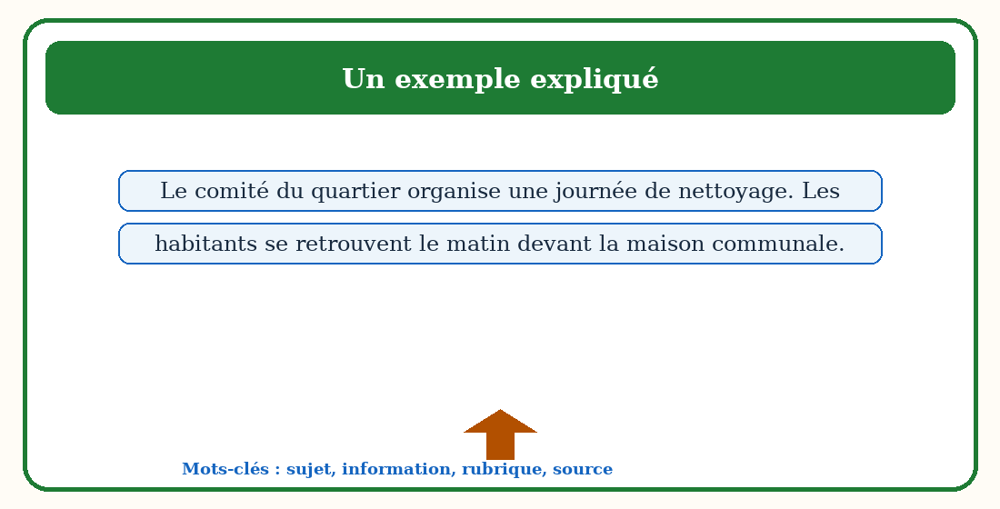 Un exemple expliqué
Le comité du quartier organise une journée de nettoyage. Les
habitants se retrouvent le matin devant la maison communale.
Mots-clés : sujet, information, rubrique, source